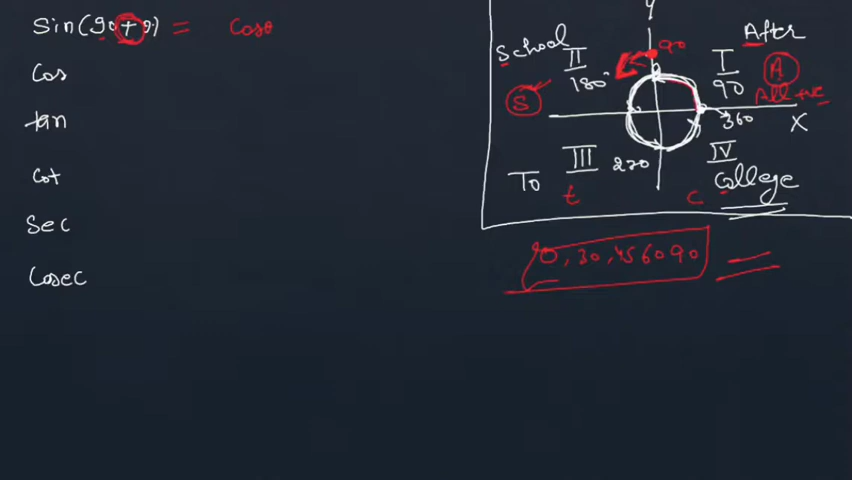 Sin(90+θ) = Cosθ
Cos
tan
Cot
Sec
Cosec
Y
School
After
90
II
I
A
180°
90
All +ve
S
360
X
III
270
IV
To
College
t
c
0, 30, 45 60 90